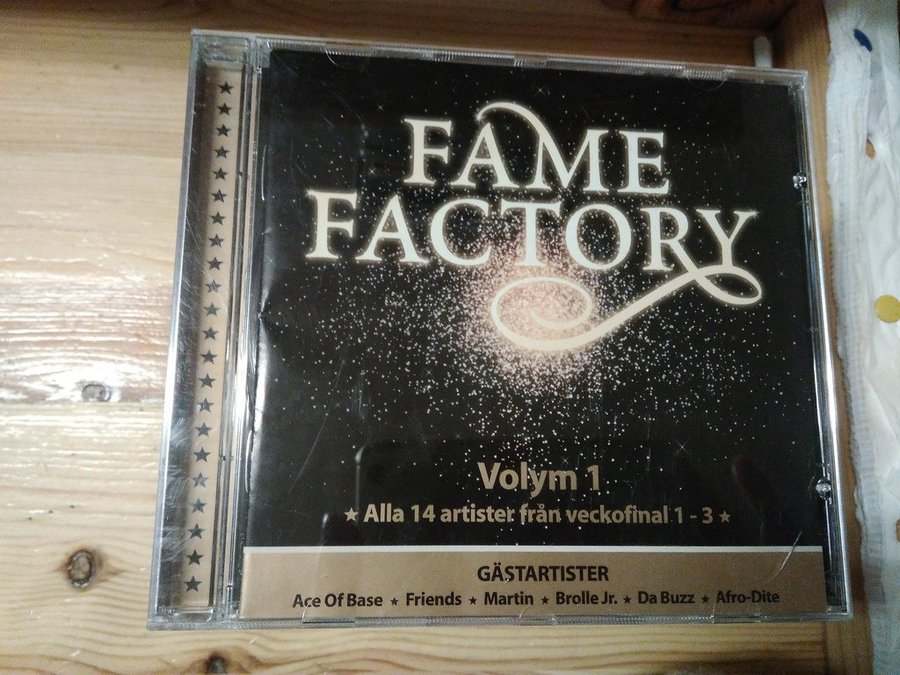 FAME
FACTORY
Volym 1
★ Alla 14 artister från veckofinal 1 - 3 ★
GÄSTARTISTER
Ace Of Base ★ Friends ★ Martin ★ Brolle Jr. ★ Da Buzz ★ Afro-Dite